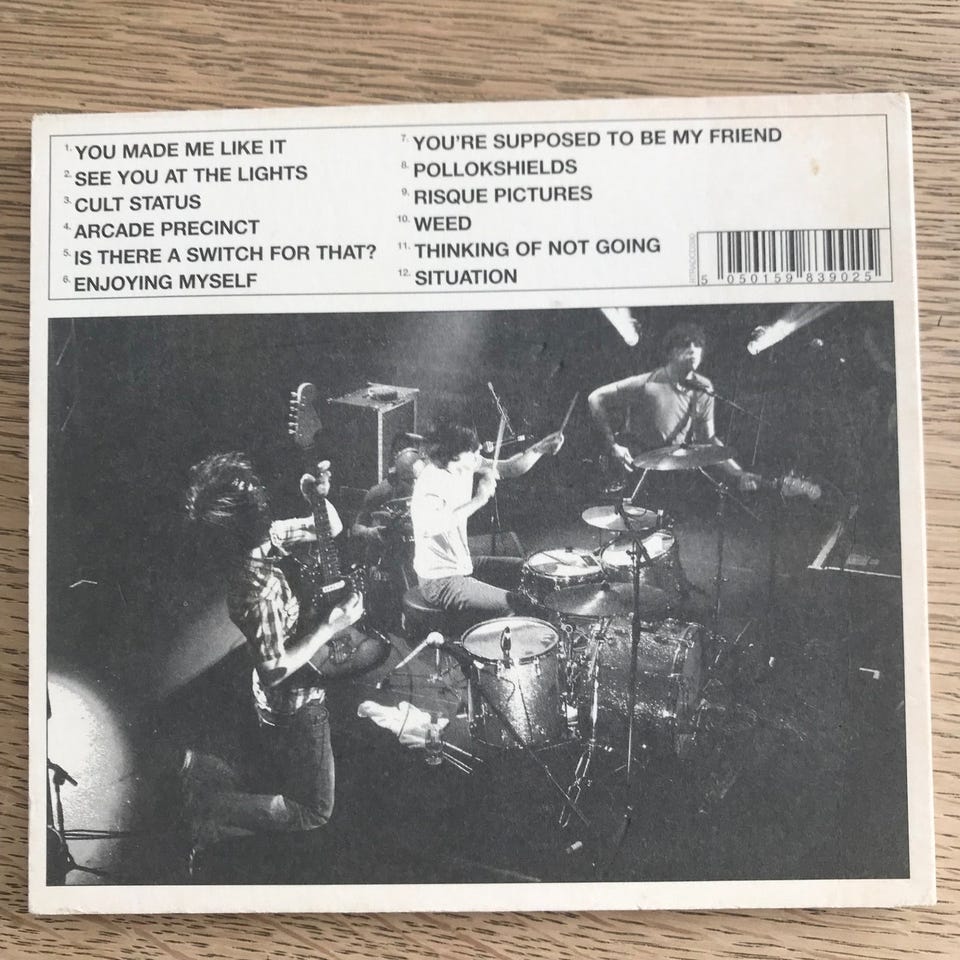 1. YOU MADE ME LIKE IT
2. SEE YOU AT THE LIGHTS
3. CULT STATUS
4. ARCADE PRECINCT
5. IS THERE A SWITCH FOR THAT?
6. ENJOYING MYSELF
7. YOU'RE SUPPOSED TO BE MY FRIEND
8. POLLOKSHIELDS
9. RISQUE PICTURES
10. WEED
11. THINKING OF NOT GOING
12. SITUATION
5 050159 839025